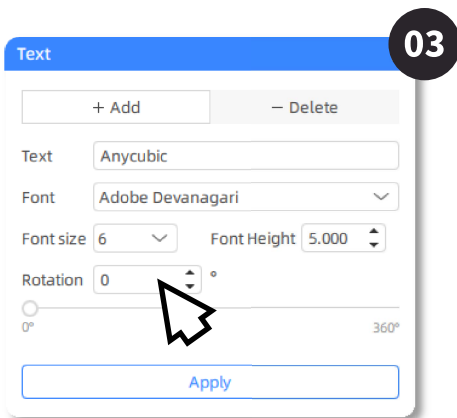 03
Text
+ Add — Delete
Text Anycubic
Font Adobe Devanagari
Font size 6 Font Height 5.000
Rotation 0 °
0° 360°
Apply